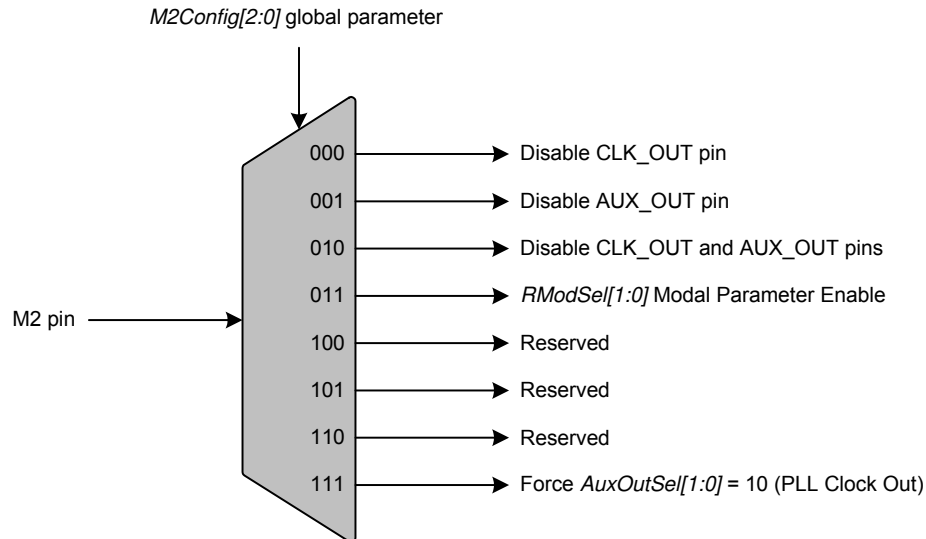 M2Config[2:0] global parameter
000 Disable CLK_OUT pin
001 Disable AUX_OUT pin
010 Disable CLK_OUT and AUX_OUT pins
011 RModSel[1:0] Modal Parameter Enable
M2 pin
100 Reserved
101 Reserved
110 Reserved
111 Force AuxOutSel[1:0] = 10 (PLL Clock Out)